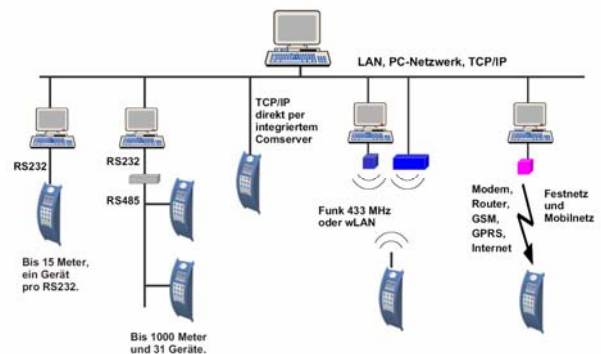 LAN, PC-Netzwerk, TCP/IP
RS232
Bis 15 Meter,
ein Gerät
pro RS232.
RS232
RS485
Bis 1000 Meter
und 31 Geräte.
TCP/IP
direkt per
integriertem
Comserver
Funk 433 MHz
oder wLAN
Modem,
Router,
GSM,
GPRS,
Internet
Festnetz
und
Mobilnetz